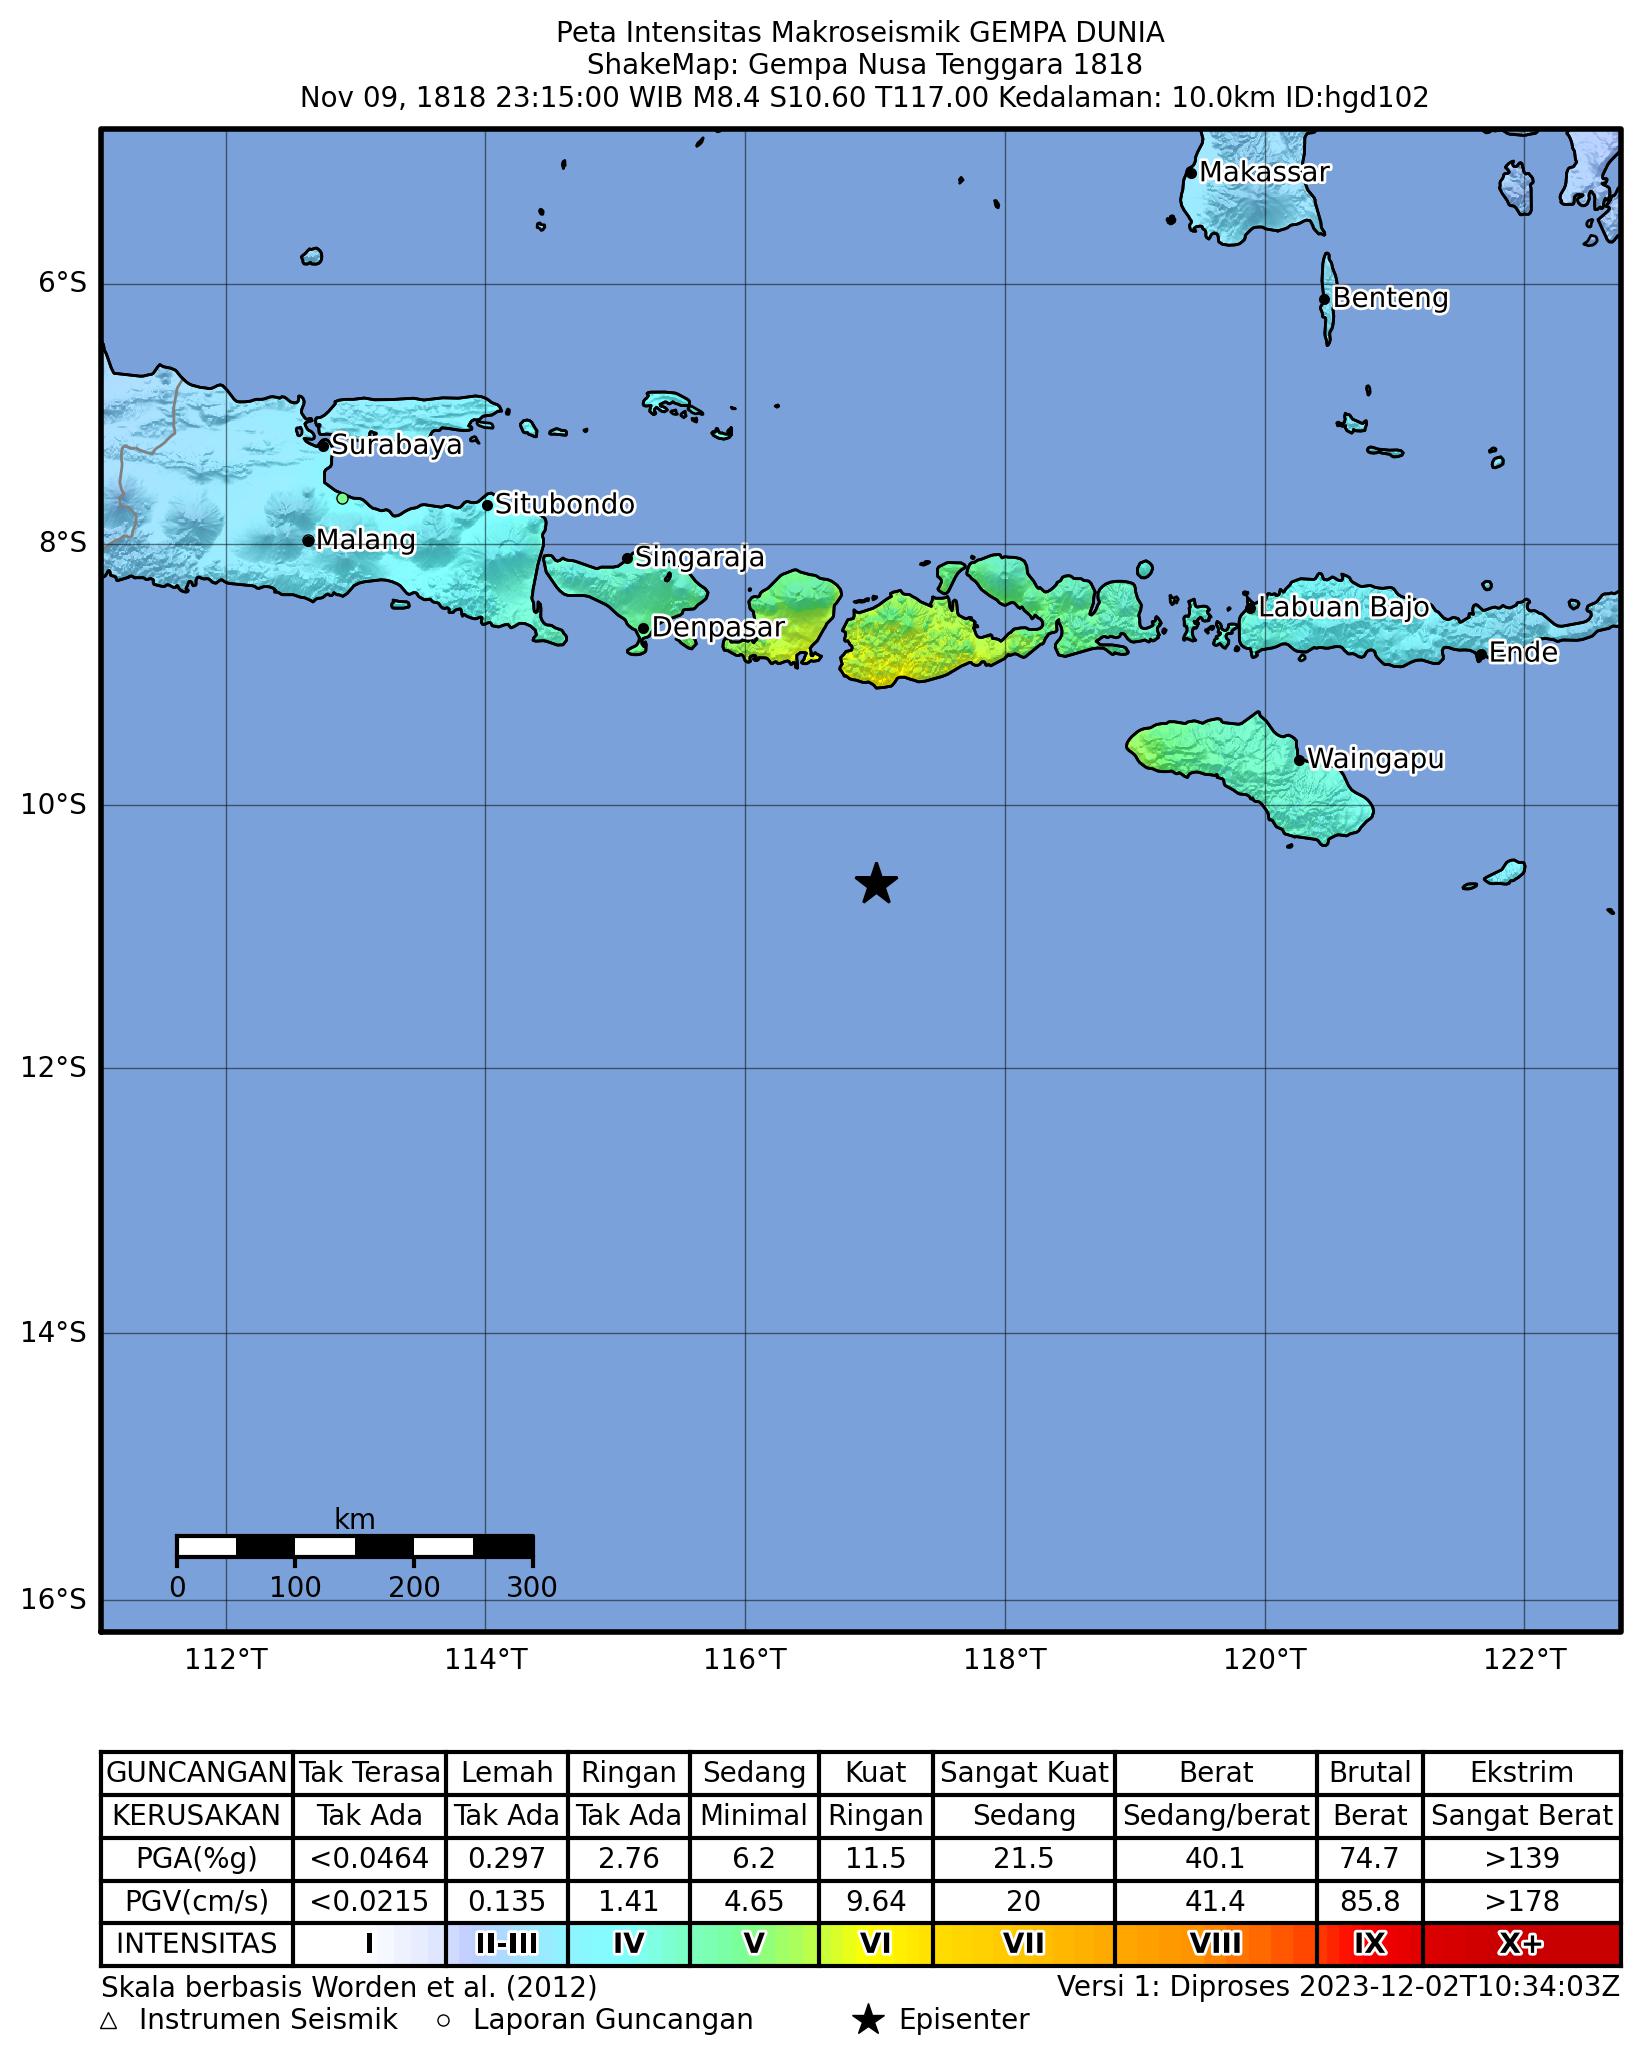 Peta Intensitas Makroseismik GEMPA DUNIA
ShakeMap: Gempa Nusa Tenggara 1818
Nov 09, 1818 23:15:00 WIB M8.4 S10.60 T117.00 Kedalaman: 10.0km ID:hgd102
Makassar
6°S
Benteng
Surabaya
Situbondo
8°S
Malang
Singaraja
Labuan Bajo
Denpasar
Ende
Waingapu
10°S
12°S
14°S
km
0 100 200 300
16°S
112°T 114°T 116°T 118°T 120°T 122°T
GUNCANGAN Tak Terasa Lemah Ringan Sedang Kuat Sangat Kuat Berat Brutal Ekstrim
KERUSAKAN Tak Ada Tak Ada Tak Ada Minimal Ringan Sedang Sedang/berat Berat Sangat Berat
PGA(%g) <0.0464 0.297 2.76 6.2 11.5 21.5 40.1 74.7 >139
PGV(cm/s) <0.0215 0.135 1.41 4.65 9.64 20 41.4 85.8 >178
INTENSITAS I II-III IV V VI VII VIII IX X+
Skala berbasis Worden et al. (2012) Versi 1: Diproses 2023-12-02T10:34:03Z
Instrumen Seismik Laporan Guncangan Episenter